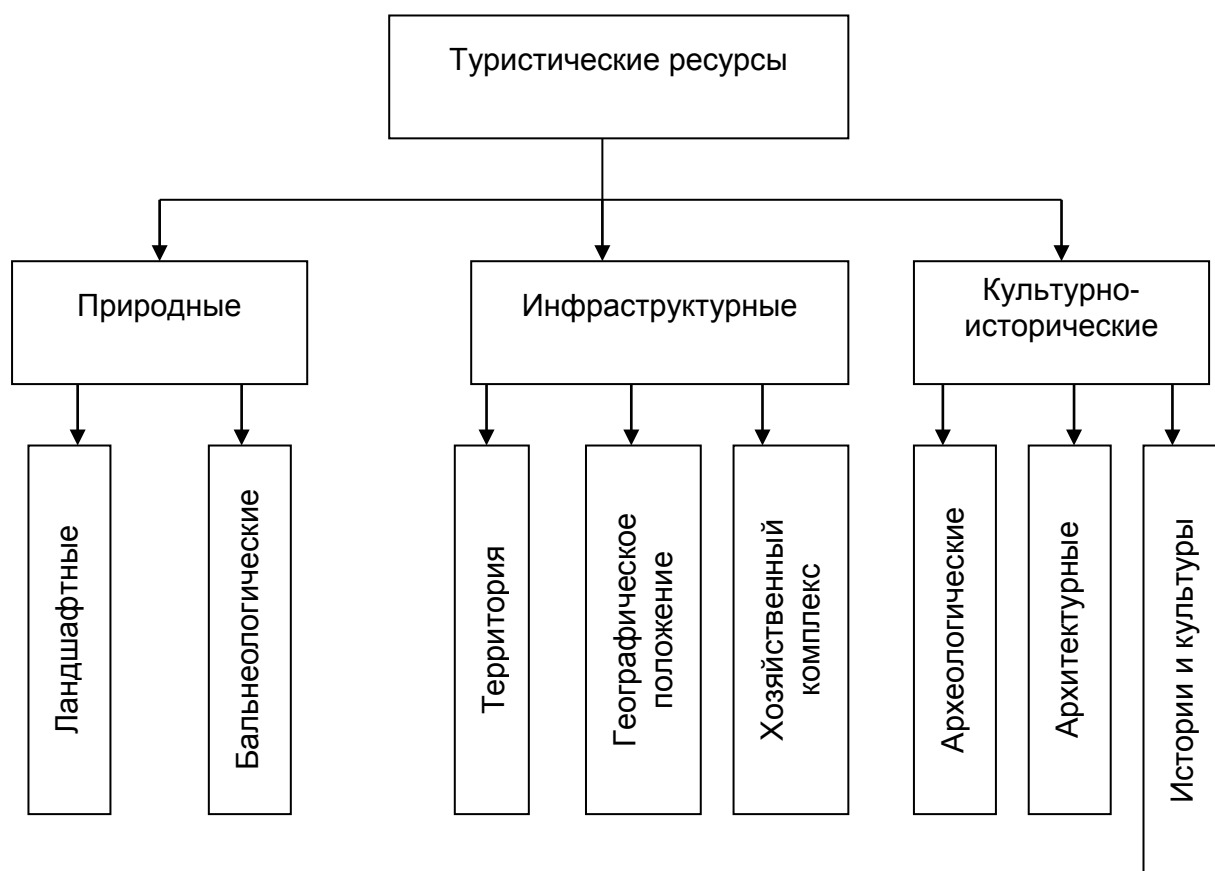 Туристические ресурсы
Природные
Инфраструктурные
Культурно-
исторические
Ландшафтные
Бальнеологические
Территория
Географическое
положение
Хозяйственный
комплекс
Археологические
Архитектурные
Истории и культуры